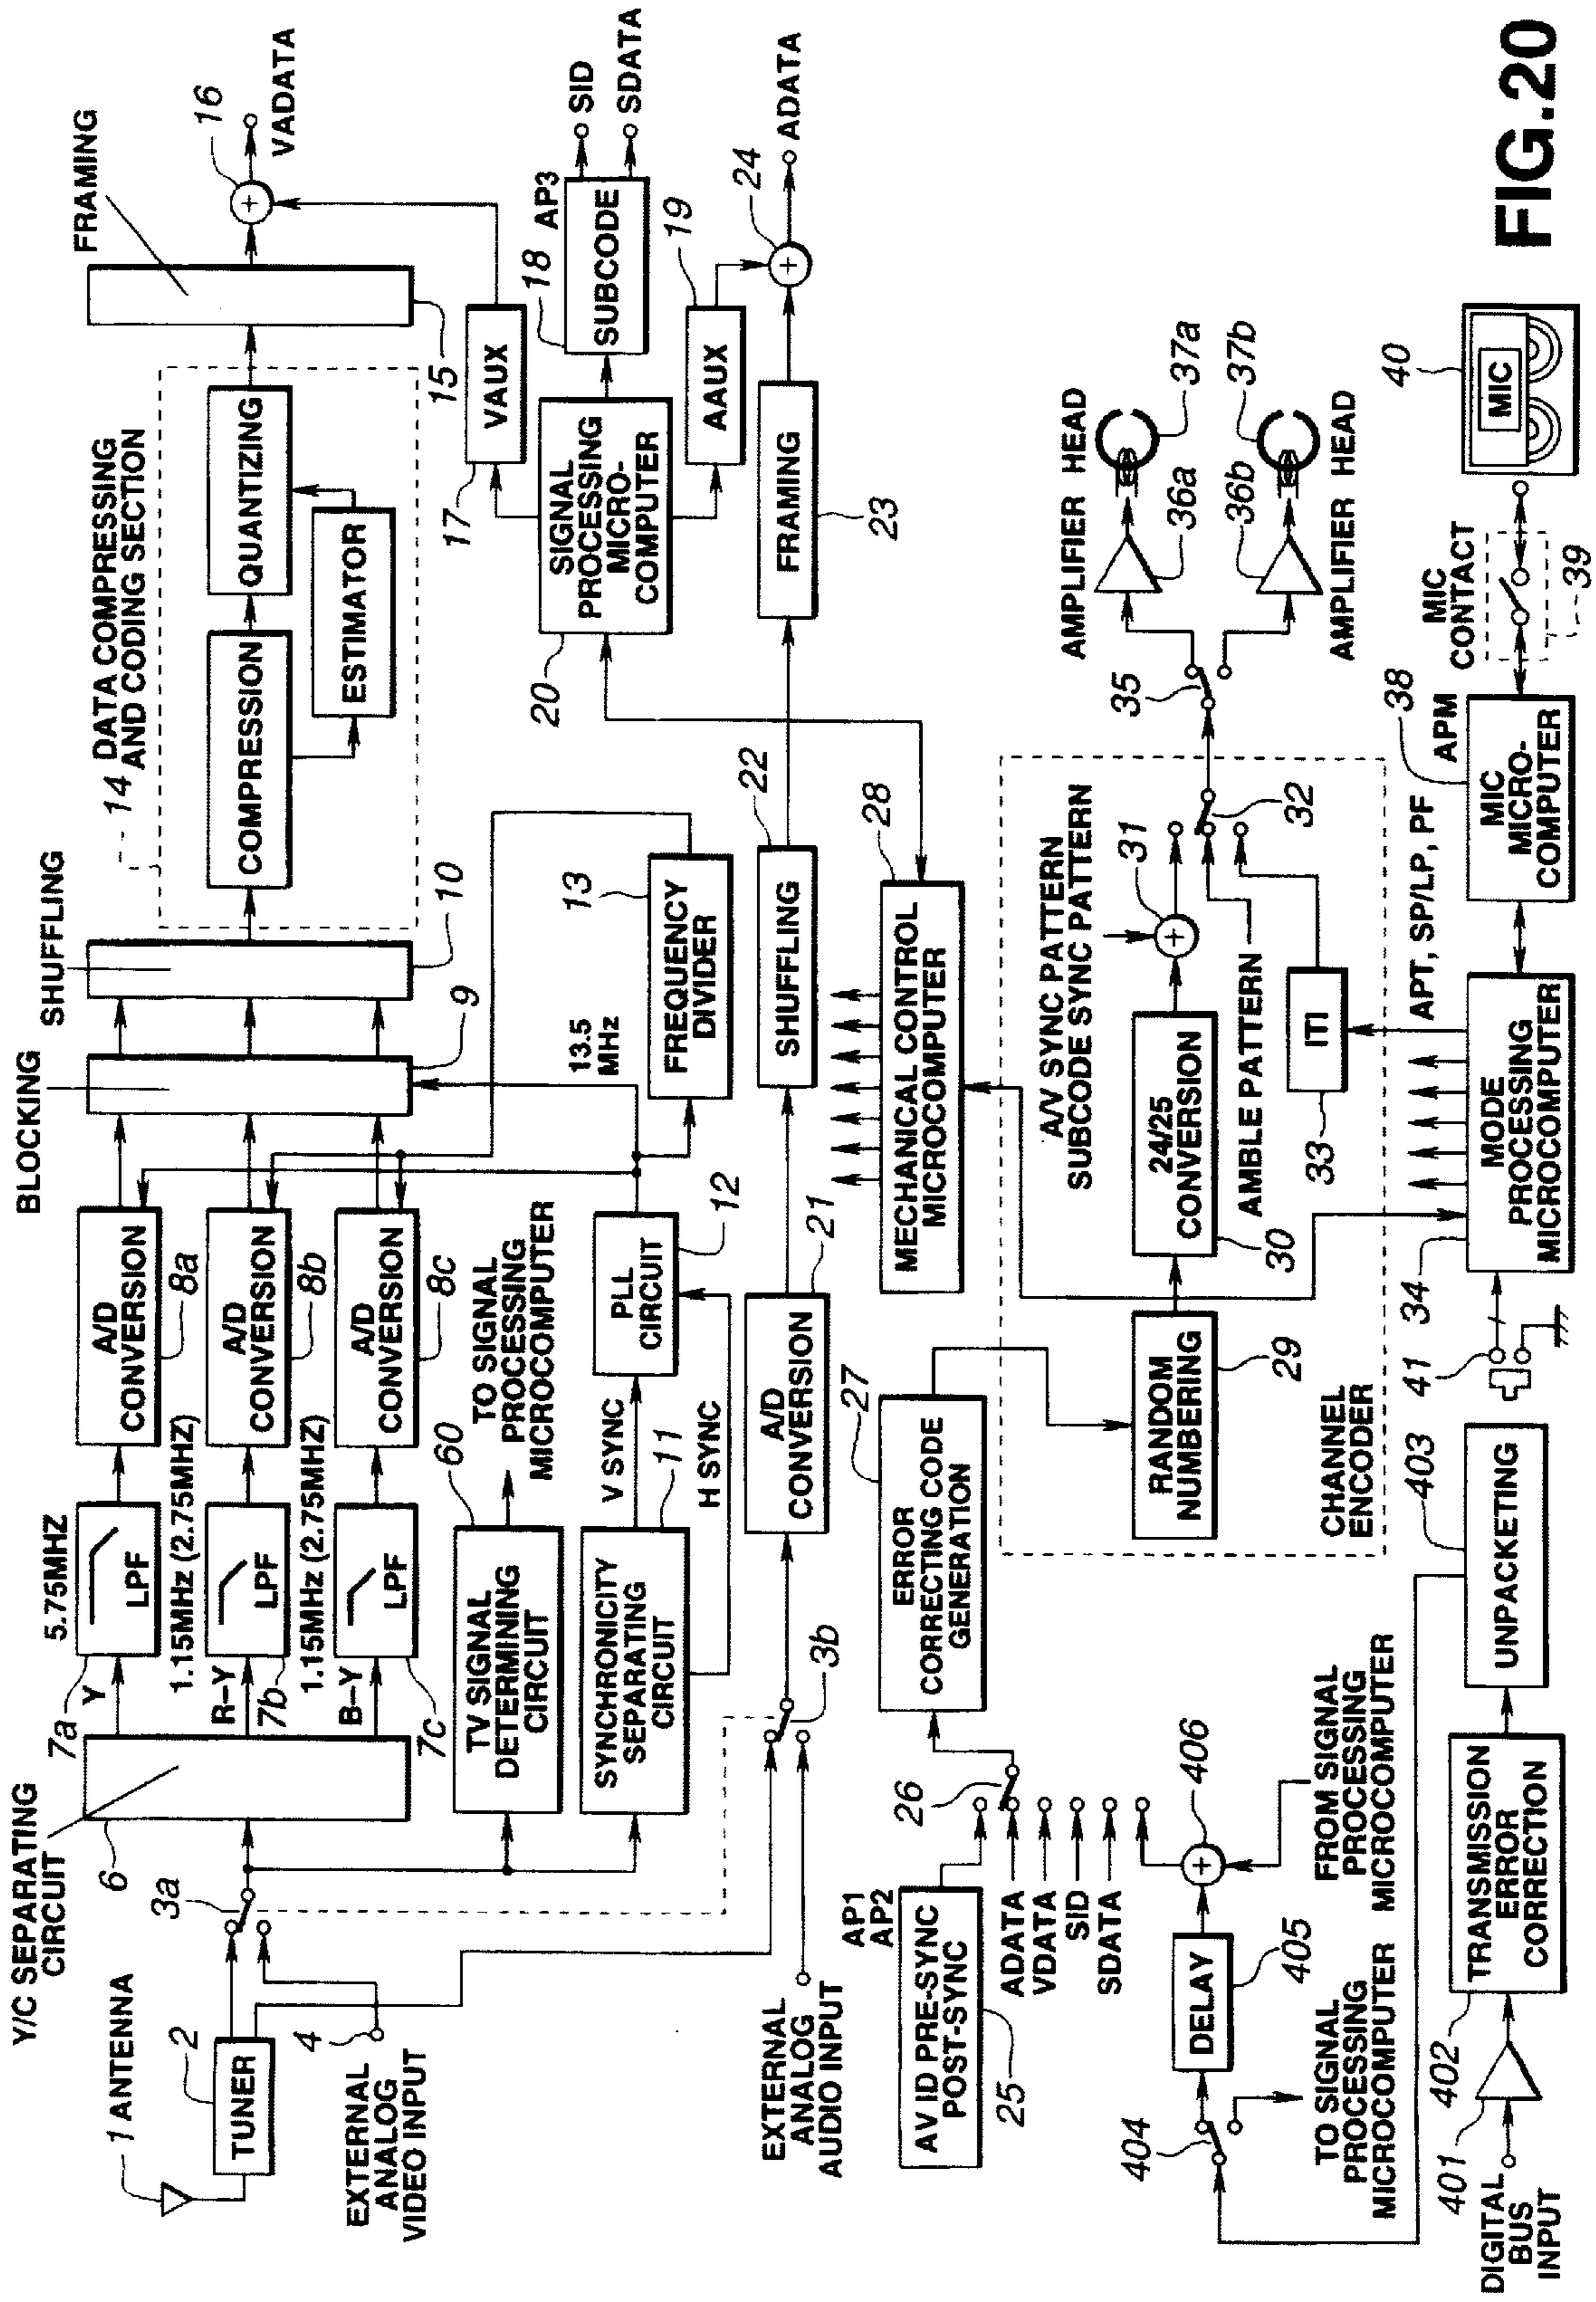 Y/C SEPARATING
CIRCUIT
6
1 ANTENNA
2
TUNER
3a
4
EXTERNAL
ANALOG
VIDEO INPUT
7a
Y
5.75MHZ
LPF
R-Y
7b
1.15MHz (2.75MHZ)
LPF
B-Y
7c
1.15MHz (2.75MHZ)
LPF
A/D
CONVERSION
8a
A/D
CONVERSION
8b
A/D
CONVERSION
8c
BLOCKING
9
SHUFFLING
10
14 DATA COMPRESSING
AND CODING SECTION
COMPRESSION
QUANTIZING
ESTIMATOR
FRAMING
15
16
VADATA
60
TV SIGNAL
DETERMINING
CIRCUIT
TO SIGNAL
PROCESSING
MICROCOMPUTER
SYNCHRONICITY
SEPARATING
CIRCUIT
11
V SYNC
H SYNC
PLL
CIRCUIT
12
13.5
MHz
13
FREQUENCY
DIVIDER
17
VAUX
20
SIGNAL
PROCESSING
MICRO-
COMPUTER
18
AP3
SUBCODE
SID
SDATA
AAUX
19
EXTERNAL
ANALOG
AUDIO INPUT
3b
A/D
CONVERSION
21
SHUFFLING
22
FRAMING
23
24
ADATA
AP1
AP2
AV ID PRE-SYNC
POST-SYNC
25
26
ADATA
VDATA
SID
SDATA
27
ERROR
CORRECTING CODE
GENERATION
28
MECHANICAL CONTROL
MICROCOMPUTER
CHANNEL
ENCODER
RANDOM
NUMBERING
29
24/25
CONVERSION
30
A/V SYNC PATTERN
SUBCODE SYNC PATTERN
31
AMBLE PATTERN
32
ITI
33
35
AMPLIFIER HEAD
36a
37a
36b
37b
AMPLIFIER HEAD
404
DELAY
405
406
TO SIGNAL
PROCESSING
MICROCOMPUTER
FROM SIGNAL
PROCESSING
MICROCOMPUTER
DIGITAL
BUS
INPUT
401
402
TRANSMISSION
ERROR
CORRECTION
403
UNPACKETING
41
34
MODE
PROCESSING
MICROCOMPUTER
APT, SP/LP, PF
APM
38
MIC
MICRO-
COMPUTER
MIC
CONTACT
39
40
MIC
FIG.20